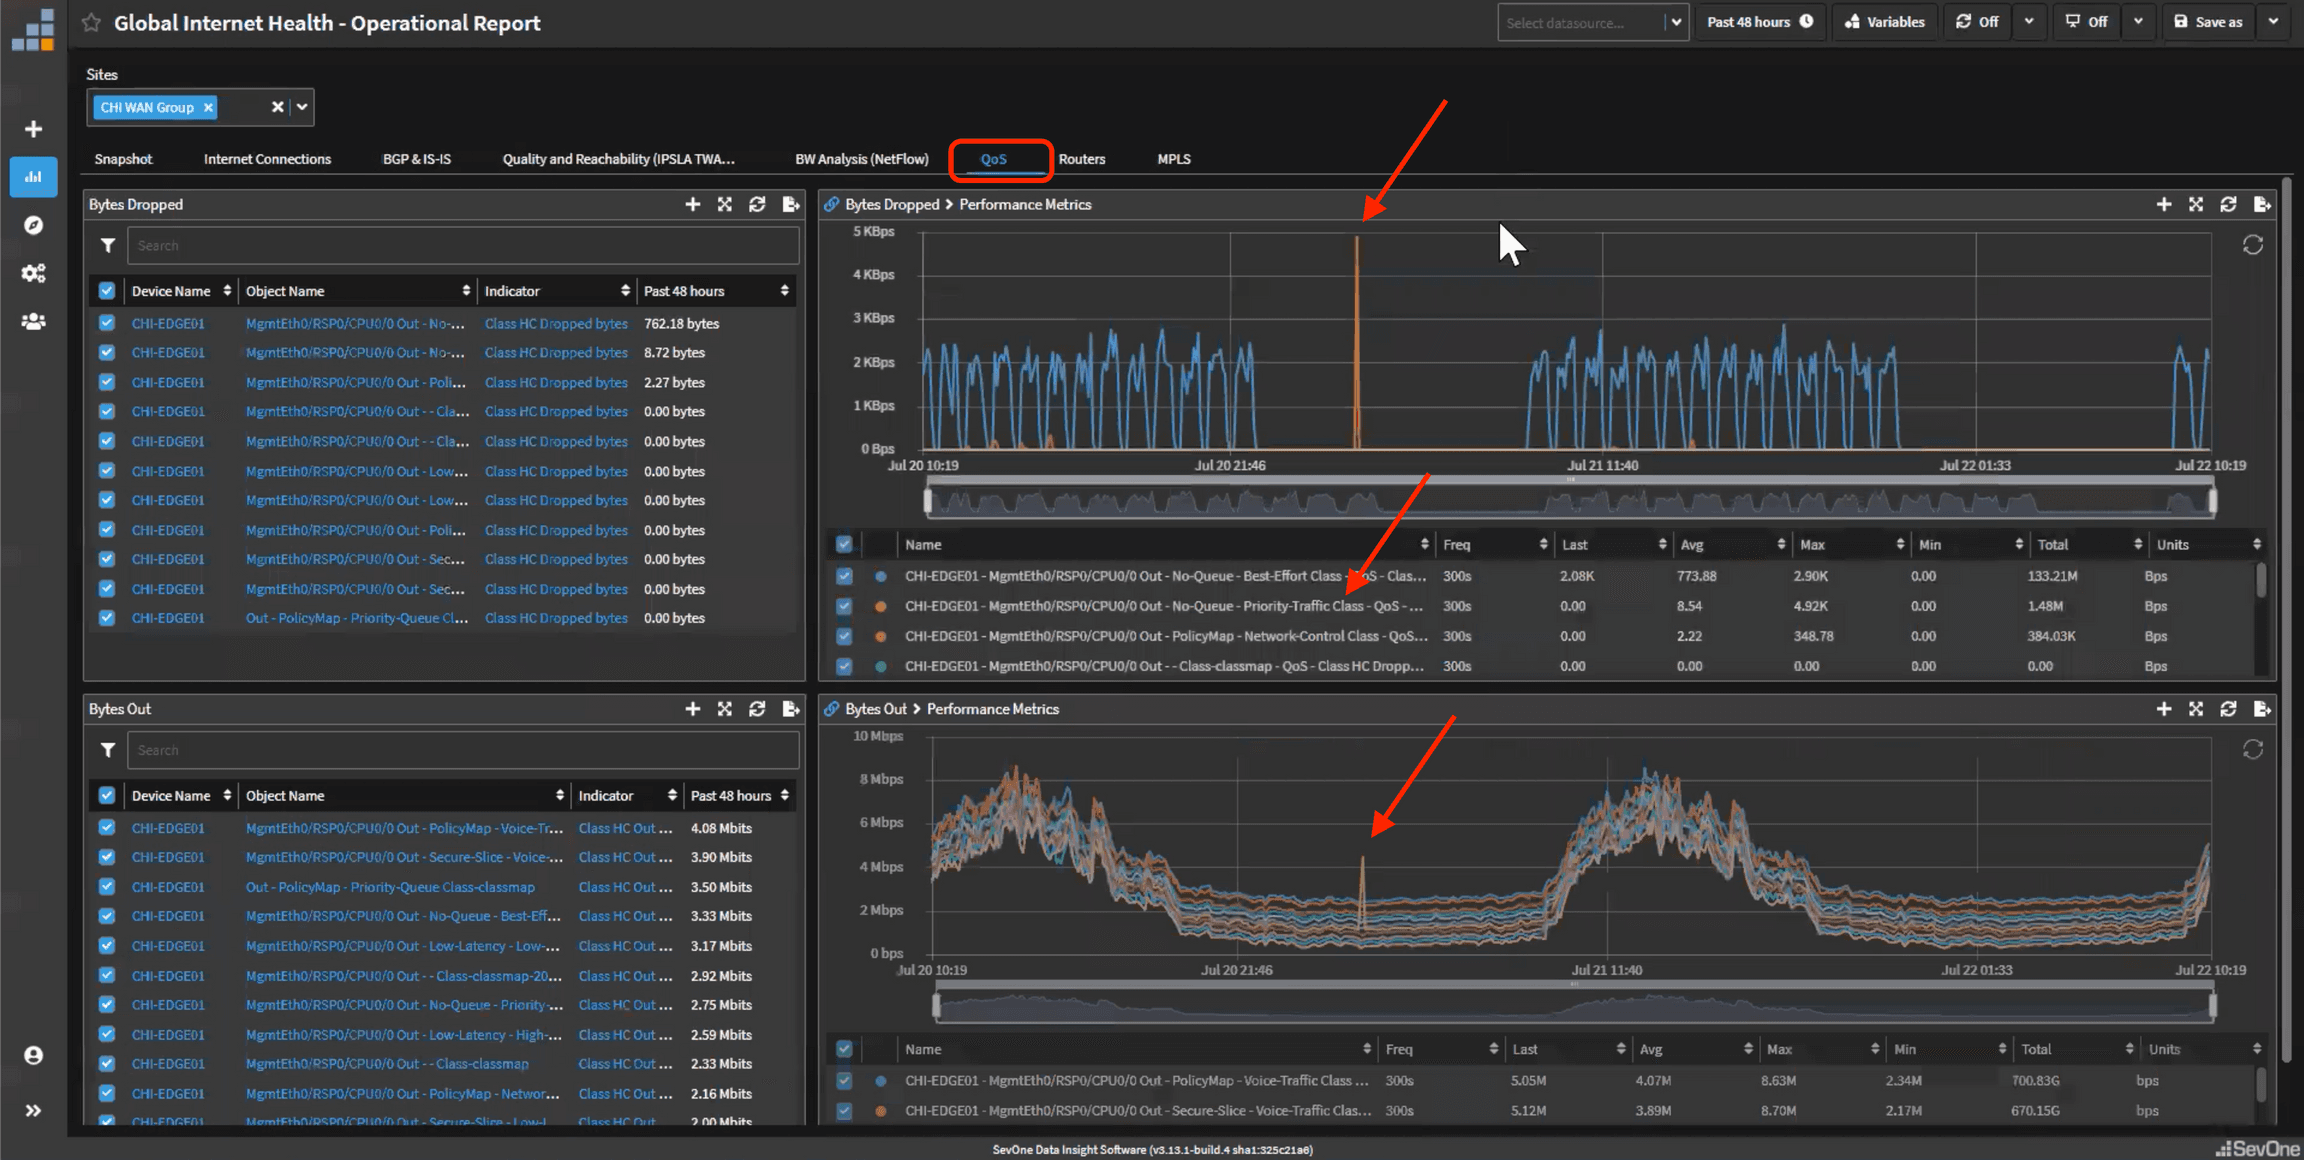 Global Internet Health - Operational Report
Select datasource...
Past 48 hours
Variables
Off
Off
Save as
Sites
CHI WAN Group
Snapshot
Internet Connections
BGP & IS-IS
Quality and Reachability (IPSLA TWA...
BW Analysis (NetFlow)
QoS
Routers
MPLS
Bytes Dropped
Search
Device Name Object Name Indicator Past 48 hours
CHI-EDGE01 MgmtEth0/RSP0/CPU0/0 Out - No-... Class HC Dropped bytes 762.18 bytes
CHI-EDGE01 MgmtEth0/RSP0/CPU0/0 Out - No-... Class HC Dropped bytes 8.72 bytes
CHI-EDGE01 MgmtEth0/RSP0/CPU0/0 Out - Poli... Class HC Dropped bytes 2.27 bytes
CHI-EDGE01 MgmtEth0/RSP0/CPU0/0 Out - - Cla... Class HC Dropped bytes 0.00 bytes
CHI-EDGE01 MgmtEth0/RSP0/CPU0/0 Out - - Cla... Class HC Dropped bytes 0.00 bytes
CHI-EDGE01 MgmtEth0/RSP0/CPU0/0 Out - Low... Class HC Dropped bytes 0.00 bytes
CHI-EDGE01 MgmtEth0/RSP0/CPU0/0 Out - Low... Class HC Dropped bytes 0.00 bytes
CHI-EDGE01 MgmtEth0/RSP0/CPU0/0 Out - Poli... Class HC Dropped bytes 0.00 bytes
CHI-EDGE01 MgmtEth0/RSP0/CPU0/0 Out - Sec... Class HC Dropped bytes 0.00 bytes
CHI-EDGE01 MgmtEth0/RSP0/CPU0/0 Out - Sec... Class HC Dropped bytes 0.00 bytes
CHI-EDGE01 Out - PolicyMap - Priority-Queue Cl... Class HC Dropped bytes 0.00 bytes
Bytes Dropped > Performance Metrics
5 KBps
4 KBps
3 KBps
2 KBps
1 KBps
0 Bps
Jul 20 10:19 Jul 20 21:46 Jul 21 11:40 Jul 22 01:33 Jul 22 10:19
Name Freq Last Avg Max Min Total Units
CHI-EDGE01 - MgmtEth0/RSP0/CPU0/0 Out - No-Queue - Best-Effort Class - QoS - Clas... 300s 2.08K 773.88 2.90K 0.00 133.21M Bps
CHI-EDGE01 - MgmtEth0/RSP0/CPU0/0 Out - No-Queue - Priority-Traffic Class - QoS - ... 300s 0.00 8.54 4.92K 0.00 1.48M Bps
CHI-EDGE01 - MgmtEth0/RSP0/CPU0/0 Out - PolicyMap - Network-Control Class - QoS... 300s 0.00 2.22 348.78 0.00 384.03K Bps
CHI-EDGE01 - MgmtEth0/RSP0/CPU0/0 Out - - Class-classmap - QoS - Class HC Dropp... 300s 0.00 0.00 0.00 0.00 0.00 Bps
Bytes Out
Search
Device Name Object Name Indicator Past 48 hours
CHI-EDGE01 MgmtEth0/RSP0/CPU0/0 Out - PolicyMap - Voice-Tr... Class HC Out ... 4.08 Mbits
CHI-EDGE01 MgmtEth0/RSP0/CPU0/0 Out - Secure-Slice - Voice-... Class HC Out ... 3.90 Mbits
CHI-EDGE01 Out - PolicyMap - Priority-Queue Class-classmap Class HC Out ... 3.50 Mbits
CHI-EDGE01 MgmtEth0/RSP0/CPU0/0 Out - No-Queue - Best-Eff... Class HC Out ... 3.33 Mbits
CHI-EDGE01 MgmtEth0/RSP0/CPU0/0 Out - Low-Latency - Low-... Class HC Out ... 3.17 Mbits
CHI-EDGE01 MgmtEth0/RSP0/CPU0/0 Out - - Class-classmap-20... Class HC Out ... 2.92 Mbits
CHI-EDGE01 MgmtEth0/RSP0/CPU0/0 Out - No-Queue - Priority-... Class HC Out ... 2.75 Mbits
CHI-EDGE01 MgmtEth0/RSP0/CPU0/0 Out - Low-Latency - High-... Class HC Out ... 2.59 Mbits
CHI-EDGE01 MgmtEth0/RSP0/CPU0/0 Out - - Class-classmap Class HC Out ... 2.33 Mbits
CHI-EDGE01 MgmtEth0/RSP0/CPU0/0 Out - PolicyMap - Networ... Class HC Out ... 2.16 Mbits
CHI-EDGE01 MgmtEth0/RSP0/CPU0/0 Out - Secure-Slice - Low-L Class HC Out 2.00 Mbits
Bytes Out > Performance Metrics
10 Mbps
8 Mbps
6 Mbps
4 Mbps
2 Mbps
0 bps
Jul 20 10:19 Jul 20 21:46 Jul 21 11:40 Jul 22 01:33 Jul 22 10:19
Name Freq Last Avg Max Min Total Units
CHI-EDGE01 - MgmtEth0/RSP0/CPU0/0 Out - PolicyMap - Voice-Traffic Class ... 300s 5.05M 4.07M 8.63M 2.34M 700.83G bps
CHI-EDGE01 - MgmtEth0/RSP0/CPU0/0 Out - Secure-Slice - Voice-Traffic Clas... 300s 5.12M 3.89M 8.70M 2.17M 670.15G bps
SevOne Data Insight Software (v3.13.1-build.4 sha1:325c21a6)
SevOne